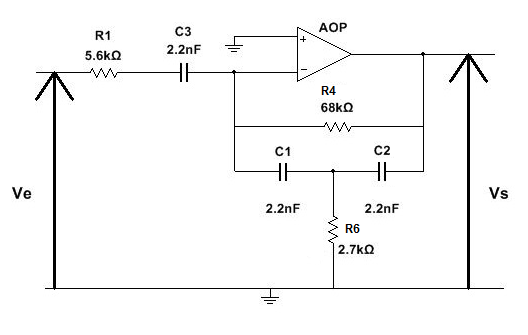 AOP
R1
5.6kΩ
C3
2.2nF
+
-
R4
68kΩ
C1
2.2nF
C2
2.2nF
R6
2.7kΩ
Ve
Vs